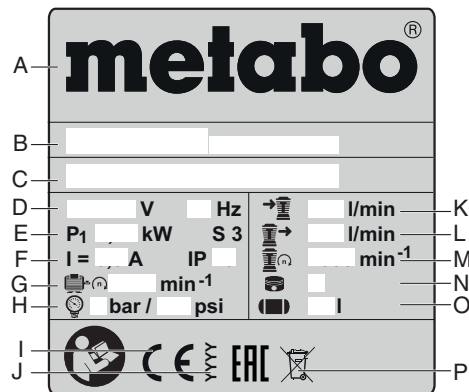 metabo®
A
B
C
D V Hz l/min K
E P1 kW S 3 l/min L
F I = A IP min-1 M
G n min-1 N
H bar / psi l O
I CE EAC
J P